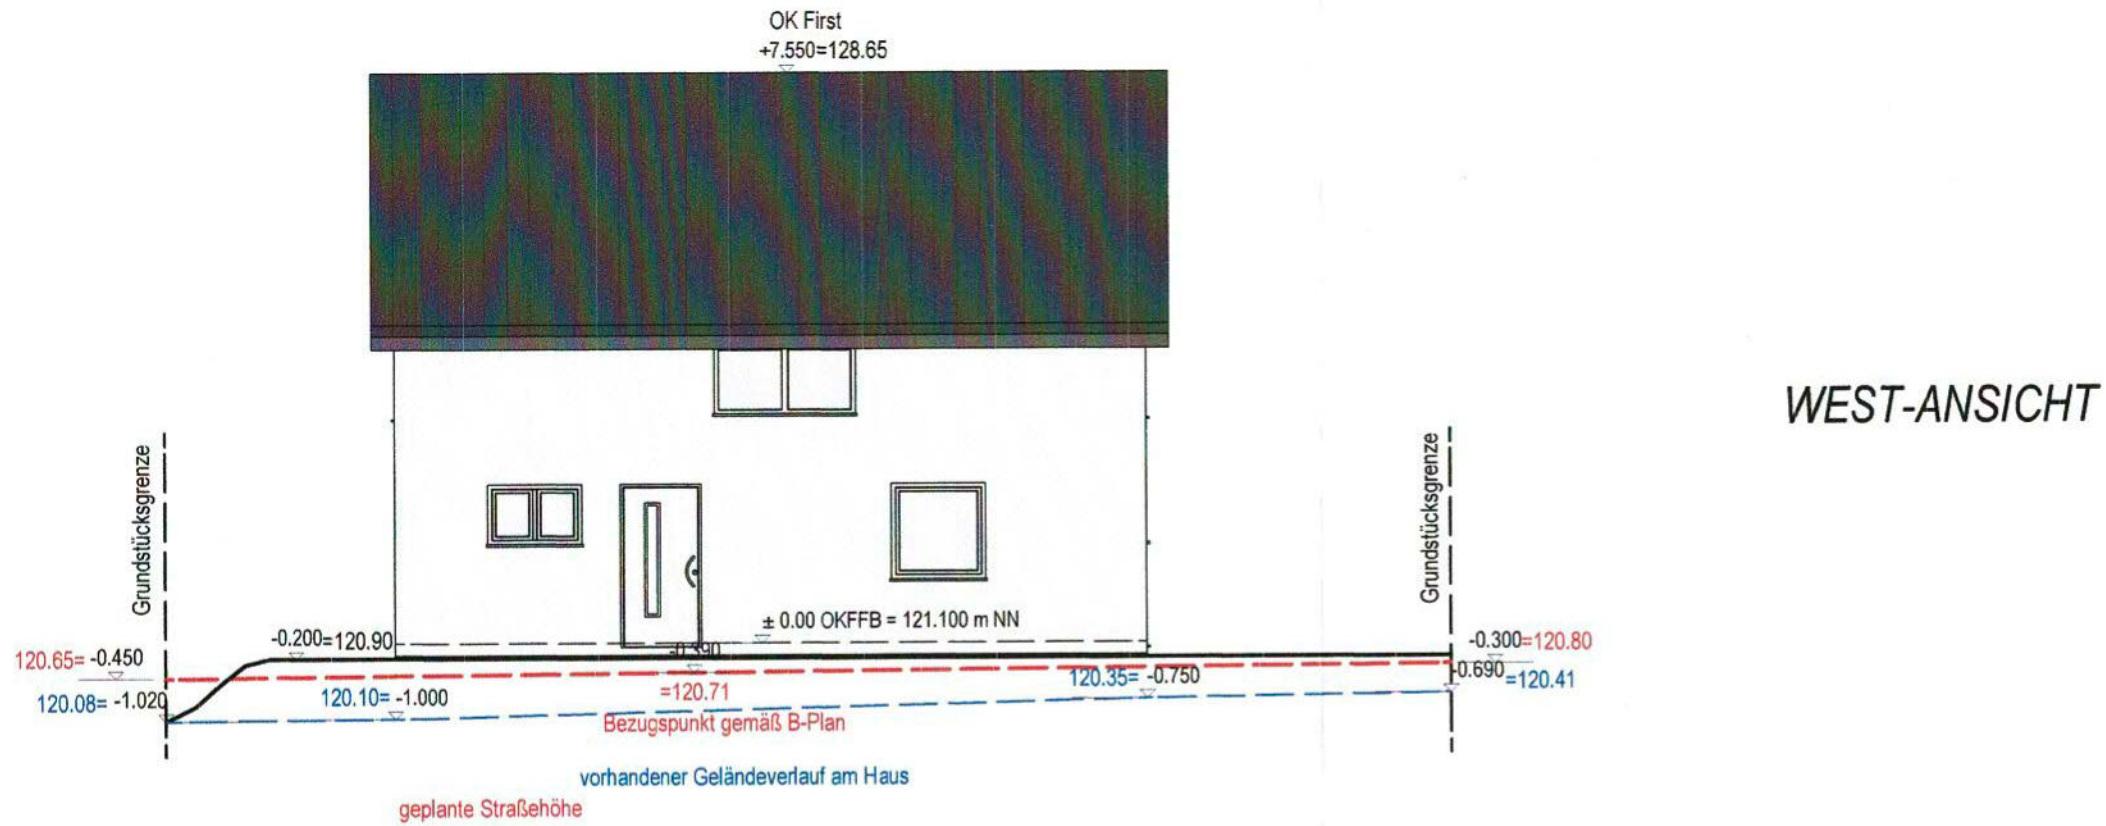 OK First
+7.550=128.65
WEST-ANSICHT
Grundstücksgrenze
Grundstücksgrenze
± 0.00 OKFFB = 121.100 m NN
-0.200=120.90
-0.390
-0.300=120.80
120.65= -0.450
-0.690=120.41
120.35= -0.750
=120.71
120.08= -1.020
120.10= -1.000
Bezugspunkt gemäß B-Plan
vorhandener Geländeverlauf am Haus
geplante Straßehöhe